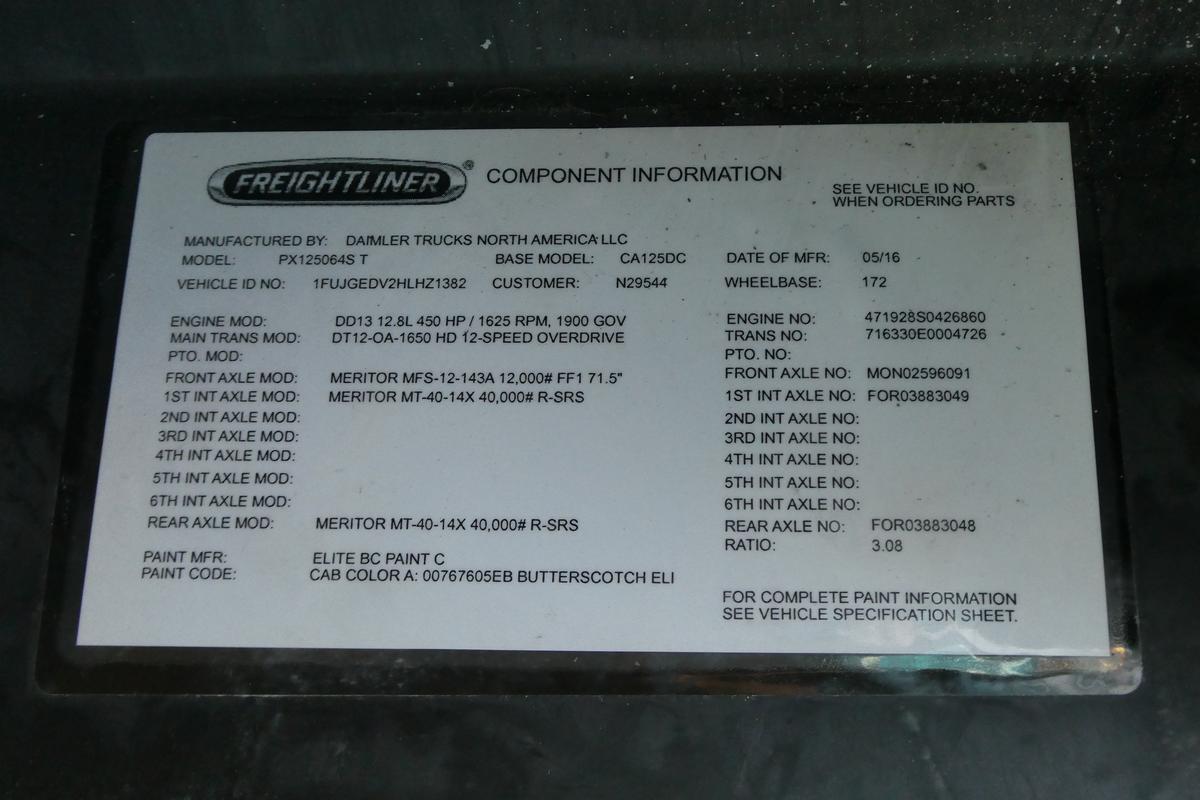 FREIGHTLINER® COMPONENT INFORMATION
SEE VEHICLE ID NO.
WHEN ORDERING PARTS
MANUFACTURED BY: DAIMLER TRUCKS NORTH AMERICA LLC
MODEL: PX125064S T BASE MODEL: CA125DC DATE OF MFR: 05/16
VEHICLE ID NO: 1FUJGEDV2HLHZ1382 CUSTOMER: N29544 WHEELBASE: 172
ENGINE MOD: DD13 12.8L 450 HP / 1625 RPM, 1900 GOV ENGINE NO: 471928S0426860
MAIN TRANS MOD: DT12-OA-1650 HD 12-SPEED OVERDRIVE TRANS NO: 716330E0004726
PTO. MOD: PTO. NO:
FRONT AXLE MOD: MERITOR MFS-12-143A 12,000# FF1 71.5" FRONT AXLE NO: MON02596091
1ST INT AXLE MOD: MERITOR MT-40-14X 40,000# R-SRS 1ST INT AXLE NO: FOR03883049
2ND INT AXLE MOD: 2ND INT AXLE NO:
3RD INT AXLE MOD: 3RD INT AXLE NO:
4TH INT AXLE MOD: 4TH INT AXLE NO:
5TH INT AXLE MOD: 5TH INT AXLE NO:
6TH INT AXLE MOD: 6TH INT AXLE NO:
REAR AXLE MOD: MERITOR MT-40-14X 40,000# R-SRS REAR AXLE NO: FOR03883048
RATIO: 3.08
PAINT MFR: ELITE BC PAINT C
PAINT CODE: CAB COLOR A: 00767605EB BUTTERSCOTCH ELI
FOR COMPLETE PAINT INFORMATION
SEE VEHICLE SPECIFICATION SHEET.